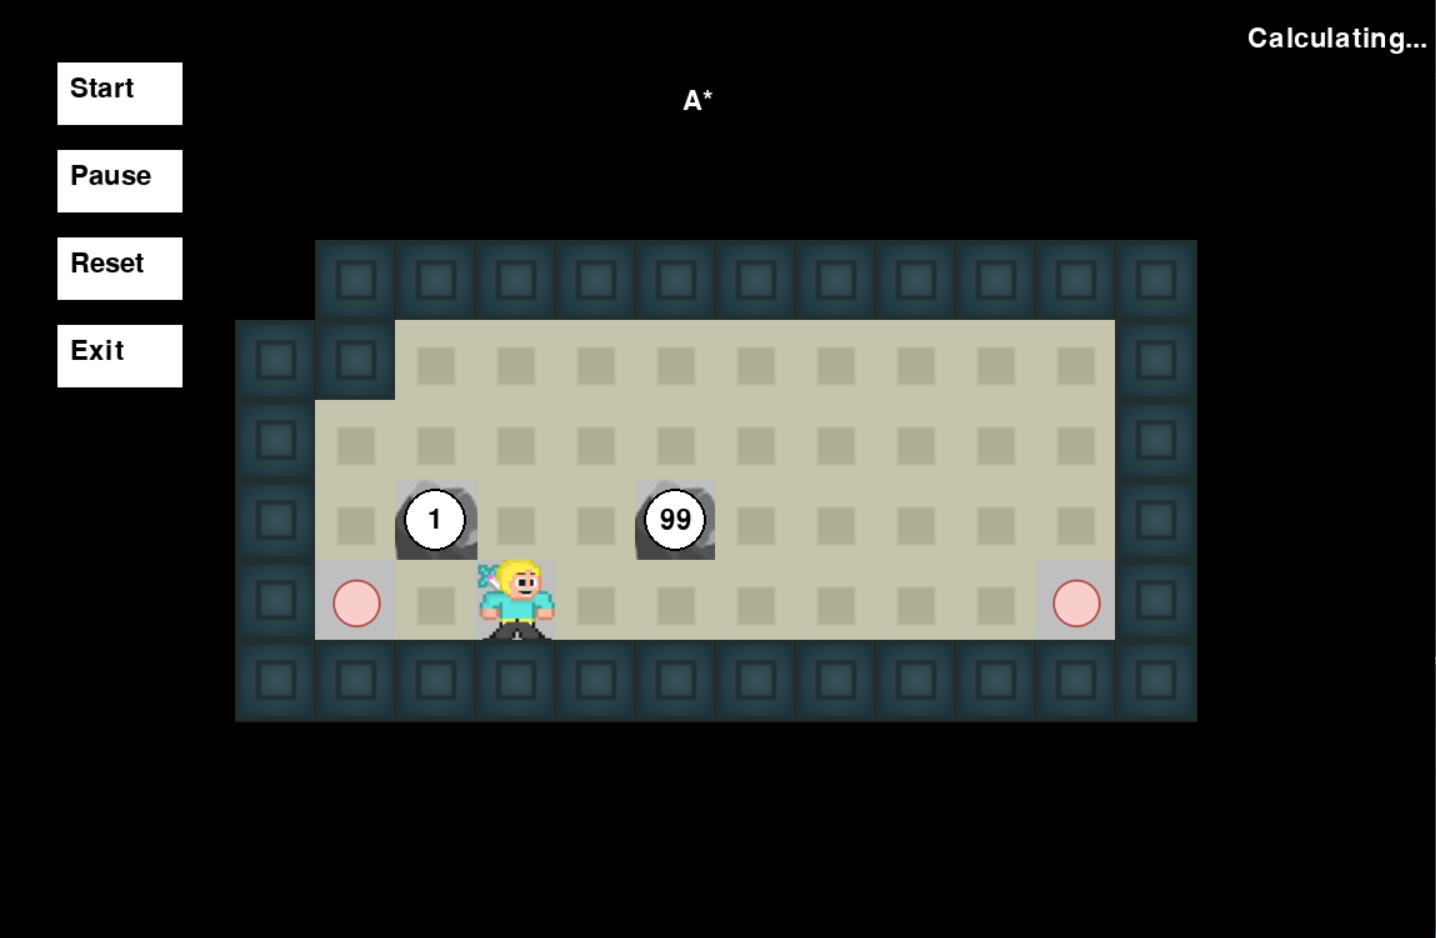 Calculating...
Start
A*
Pause
Reset
Exit
1
99